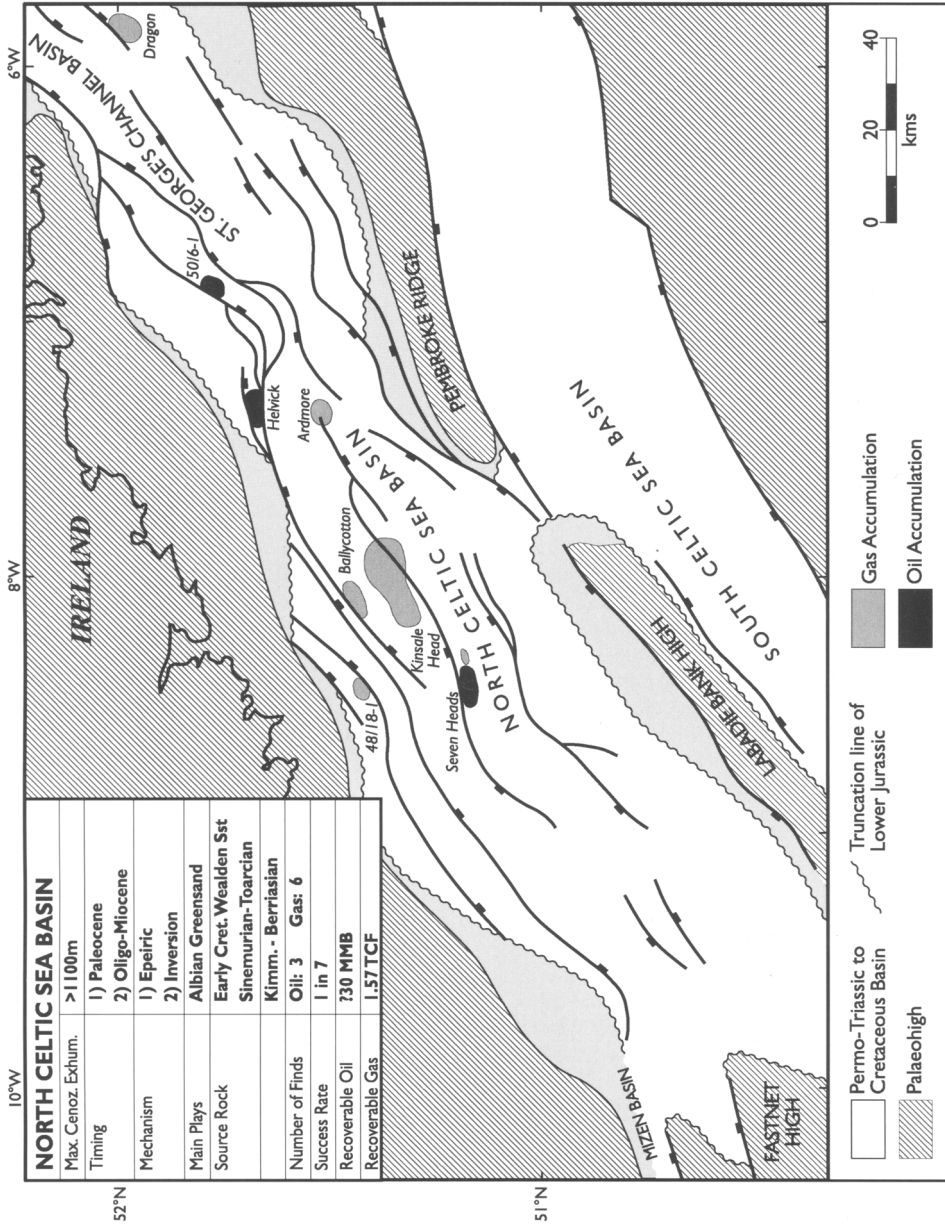 10°W
8°W
6°W
52°N
51°N
NORTH CELTIC SEA BASIN
Max. Cenoz. Exhum. >1100m
Timing 1) Paleocene
2) Oligo-Miocene
Mechanism 1) Epeiric
2) Inversion
Main Plays Albian Greensand
Early Cret. Wealden Sst
Source Rock Sinemurian-Toarcian
Kimm. - Berriasian
Number of Finds Oil: 3 Gas: 6
Success Rate 1 in 7
Recoverable Oil ?30 MMB
Recoverable Gas 1.57 TCF
IRELAND
Dragon
ST. GEORGE'S CHANNEL BASIN
50/6-1
Helvick
Ardmore
Ballycotton
Kinsale
Head
48/18-1
Seven Heads
NORTH CELTIC SEA BASIN
PEMBROKE RIDGE
LABADIE BANK HIGH
SOUTH CELTIC SEA BASIN
MIZEN BASIN
FASTNET
HIGH
Permo-Triassic to
Cretaceous Basin
Palaeohigh
Truncation line of
Lower Jurassic
Gas Accumulation
Oil Accumulation
0 20 40
kms